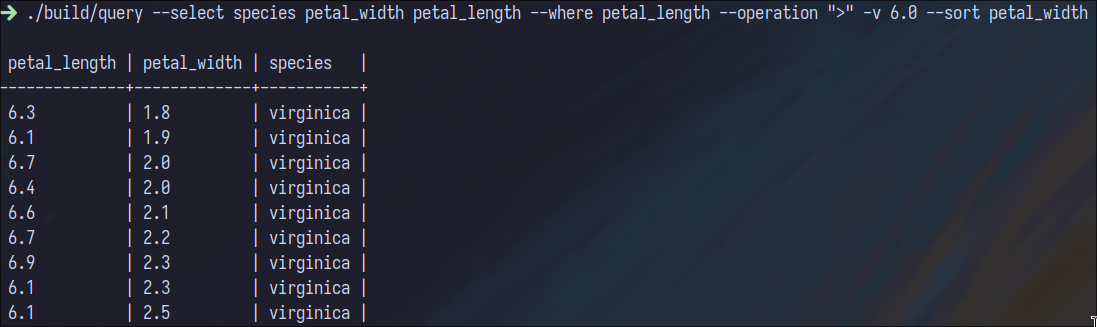 ➜ ./build/query --select species petal_width petal_length --where petal_length --operation ">" -v 6.0 --sort petal_width
petal_length | petal_width | species   |
--------------+-------------+-----------+
6.3          | 1.8         | virginica |
6.1          | 1.9         | virginica |
6.7          | 2.0         | virginica |
6.4          | 2.0         | virginica |
6.6          | 2.1         | virginica |
6.7          | 2.2         | virginica |
6.9          | 2.3         | virginica |
6.1          | 2.3         | virginica |
6.1          | 2.5         | virginica |